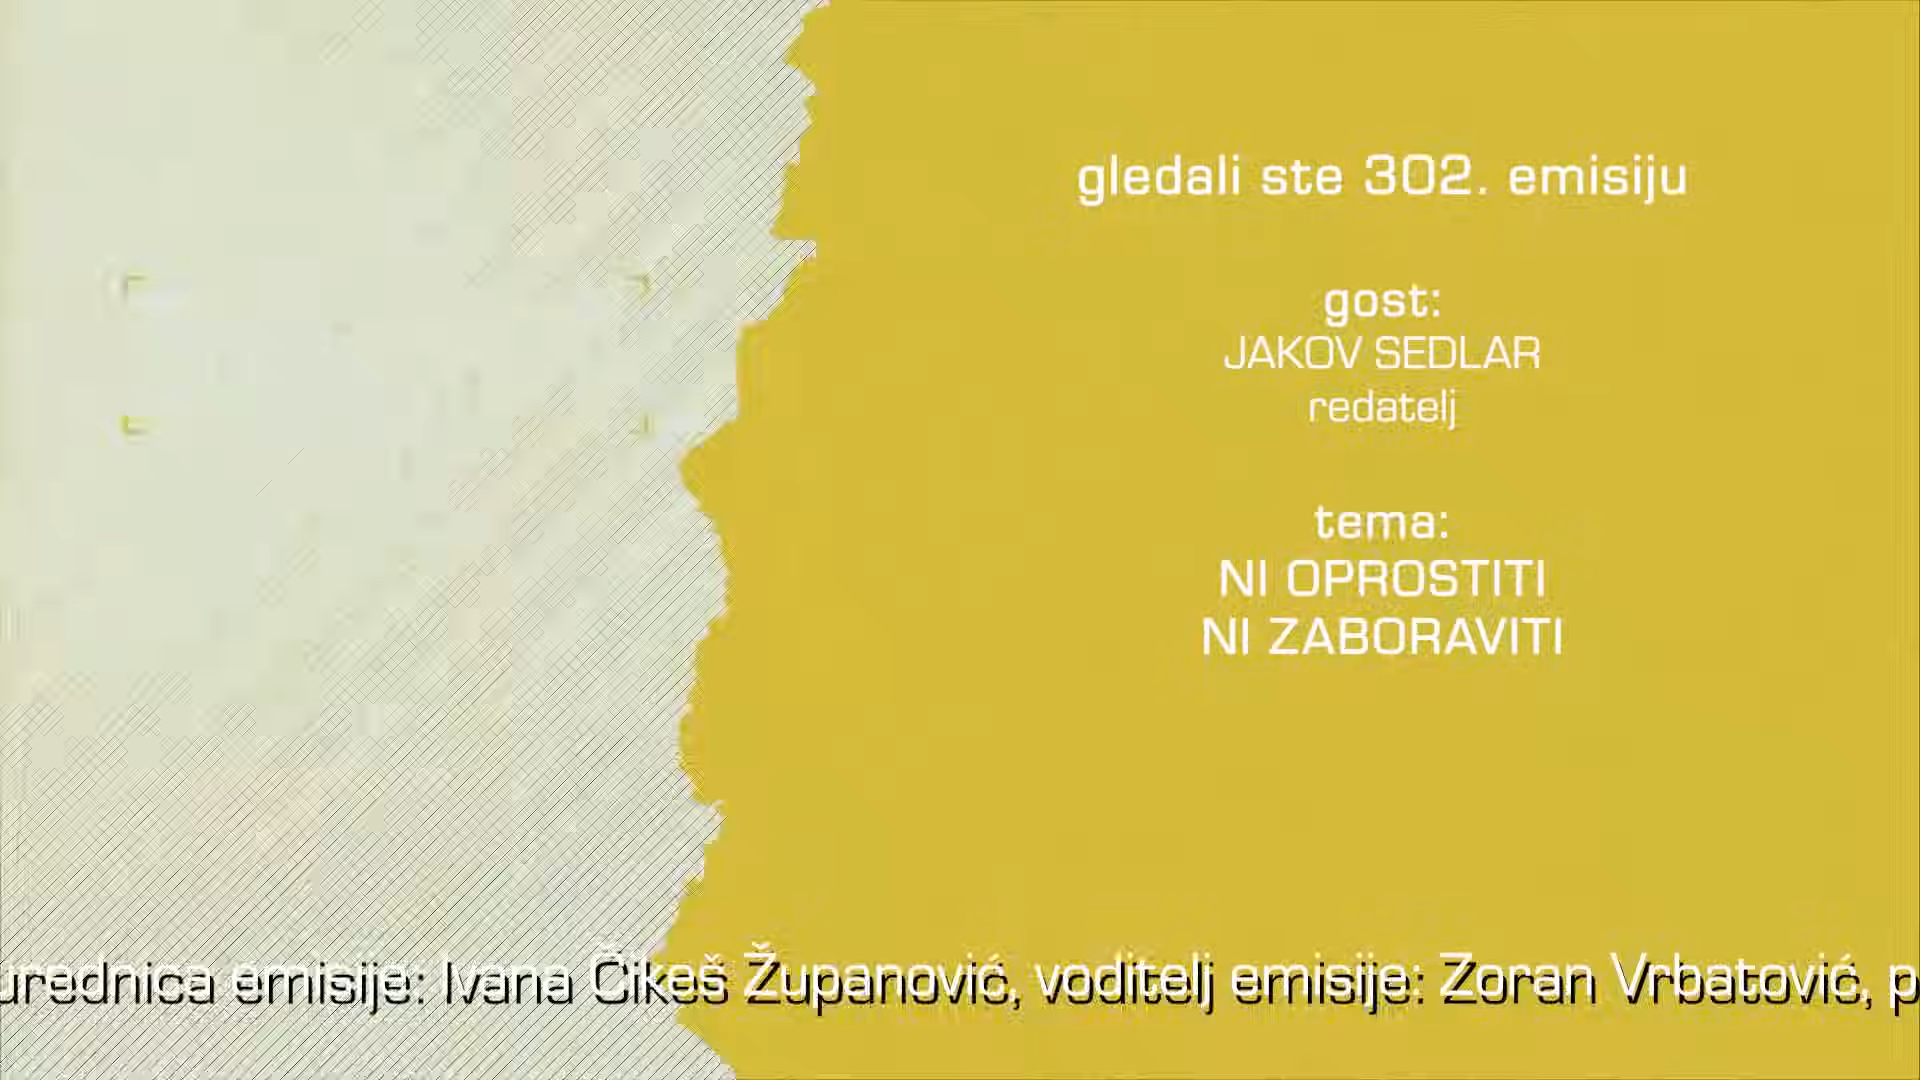 gledali ste 302. emisiju
gost:
JAKOV SEDLAR
redatelj
tema:
NI OPROSTITI
NI ZABORAVITI
urednica emisije: Ivana Čikeš Županović, voditelj emisije: Zoran Vrbatović, p